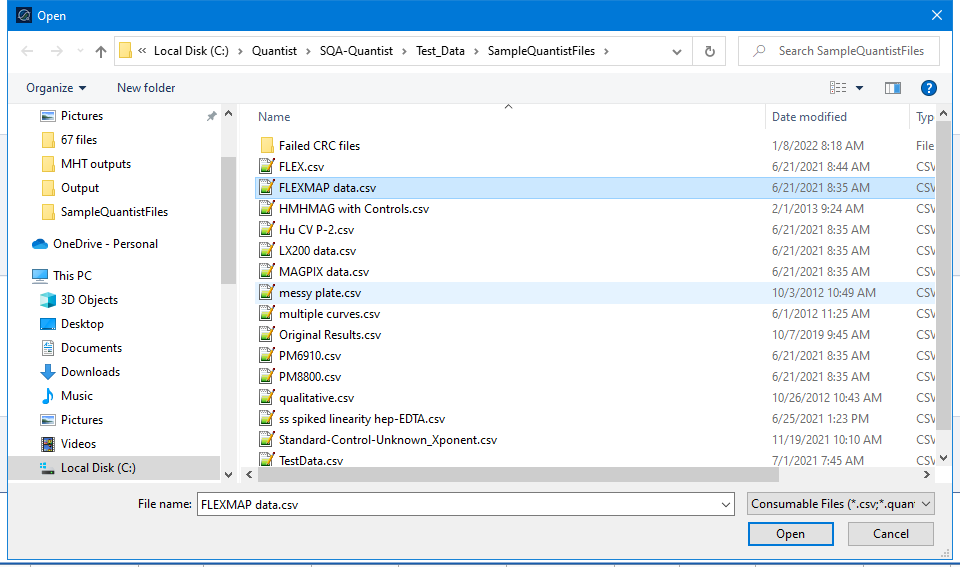 Open
« Local Disk (C:) > Quantist > SQA-Quantist > Test_Data > SampleQuantistFiles >
Search SampleQuantistFiles
Organize
New folder
Pictures
67 files
MHT outputs
Output
SampleQuantistFiles
OneDrive - Personal
This PC
3D Objects
Desktop
Documents
Downloads
Music
Pictures
Videos
Local Disk (C:)
Name Date modified Typ
Failed CRC files 1/8/2022 8:18 AM File
FLEX.csv 6/21/2021 8:44 AM CSV
FLEXMAP data.csv 6/21/2021 8:35 AM CSV
HMHMAG with Controls.csv 2/1/2013 9:24 AM CSV
Hu CV P-2.csv 6/21/2021 8:35 AM CSV
LX200 data.csv 6/21/2021 8:35 AM CSV
MAGPIX data.csv 6/21/2021 8:35 AM CSV
messy plate.csv 10/3/2012 10:49 AM CSV
multiple curves.csv 6/1/2012 11:25 AM CSV
Original Results.csv 10/7/2019 9:45 AM CSV
PM6910.csv 6/21/2021 8:35 AM CSV
PM8800.csv 6/21/2021 8:35 AM CSV
qualitative.csv 10/26/2012 10:43 AM CSV
ss spiked linearity hep-EDTA.csv 6/25/2021 1:23 PM CSV
Standard-Control-Unknown_Xponent.csv 11/19/2021 10:10 AM CSV
TestData.csv 7/1/2021 7:45 AM CSV
File name: FLEXMAP data.csv
Consumable Files (*.csv;*.quan
Open
Cancel